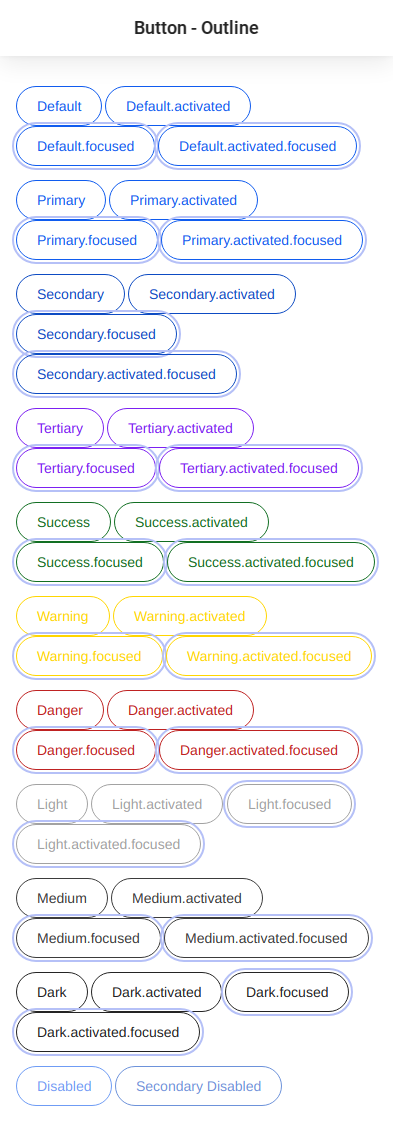 Button - Outline
Default Default.activated
Default.focused Default.activated.focused
Primary Primary.activated
Primary.focused Primary.activated.focused
Secondary Secondary.activated
Secondary.focused
Secondary.activated.focused
Tertiary Tertiary.activated
Tertiary.focused Tertiary.activated.focused
Success Success.activated
Success.focused Success.activated.focused
Warning Warning.activated
Warning.focused Warning.activated.focused
Danger Danger.activated
Danger.focused Danger.activated.focused
Light Light.activated Light.focused
Light.activated.focused
Medium Medium.activated
Medium.focused Medium.activated.focused
Dark Dark.activated Dark.focused
Dark.activated.focused
Disabled Secondary Disabled